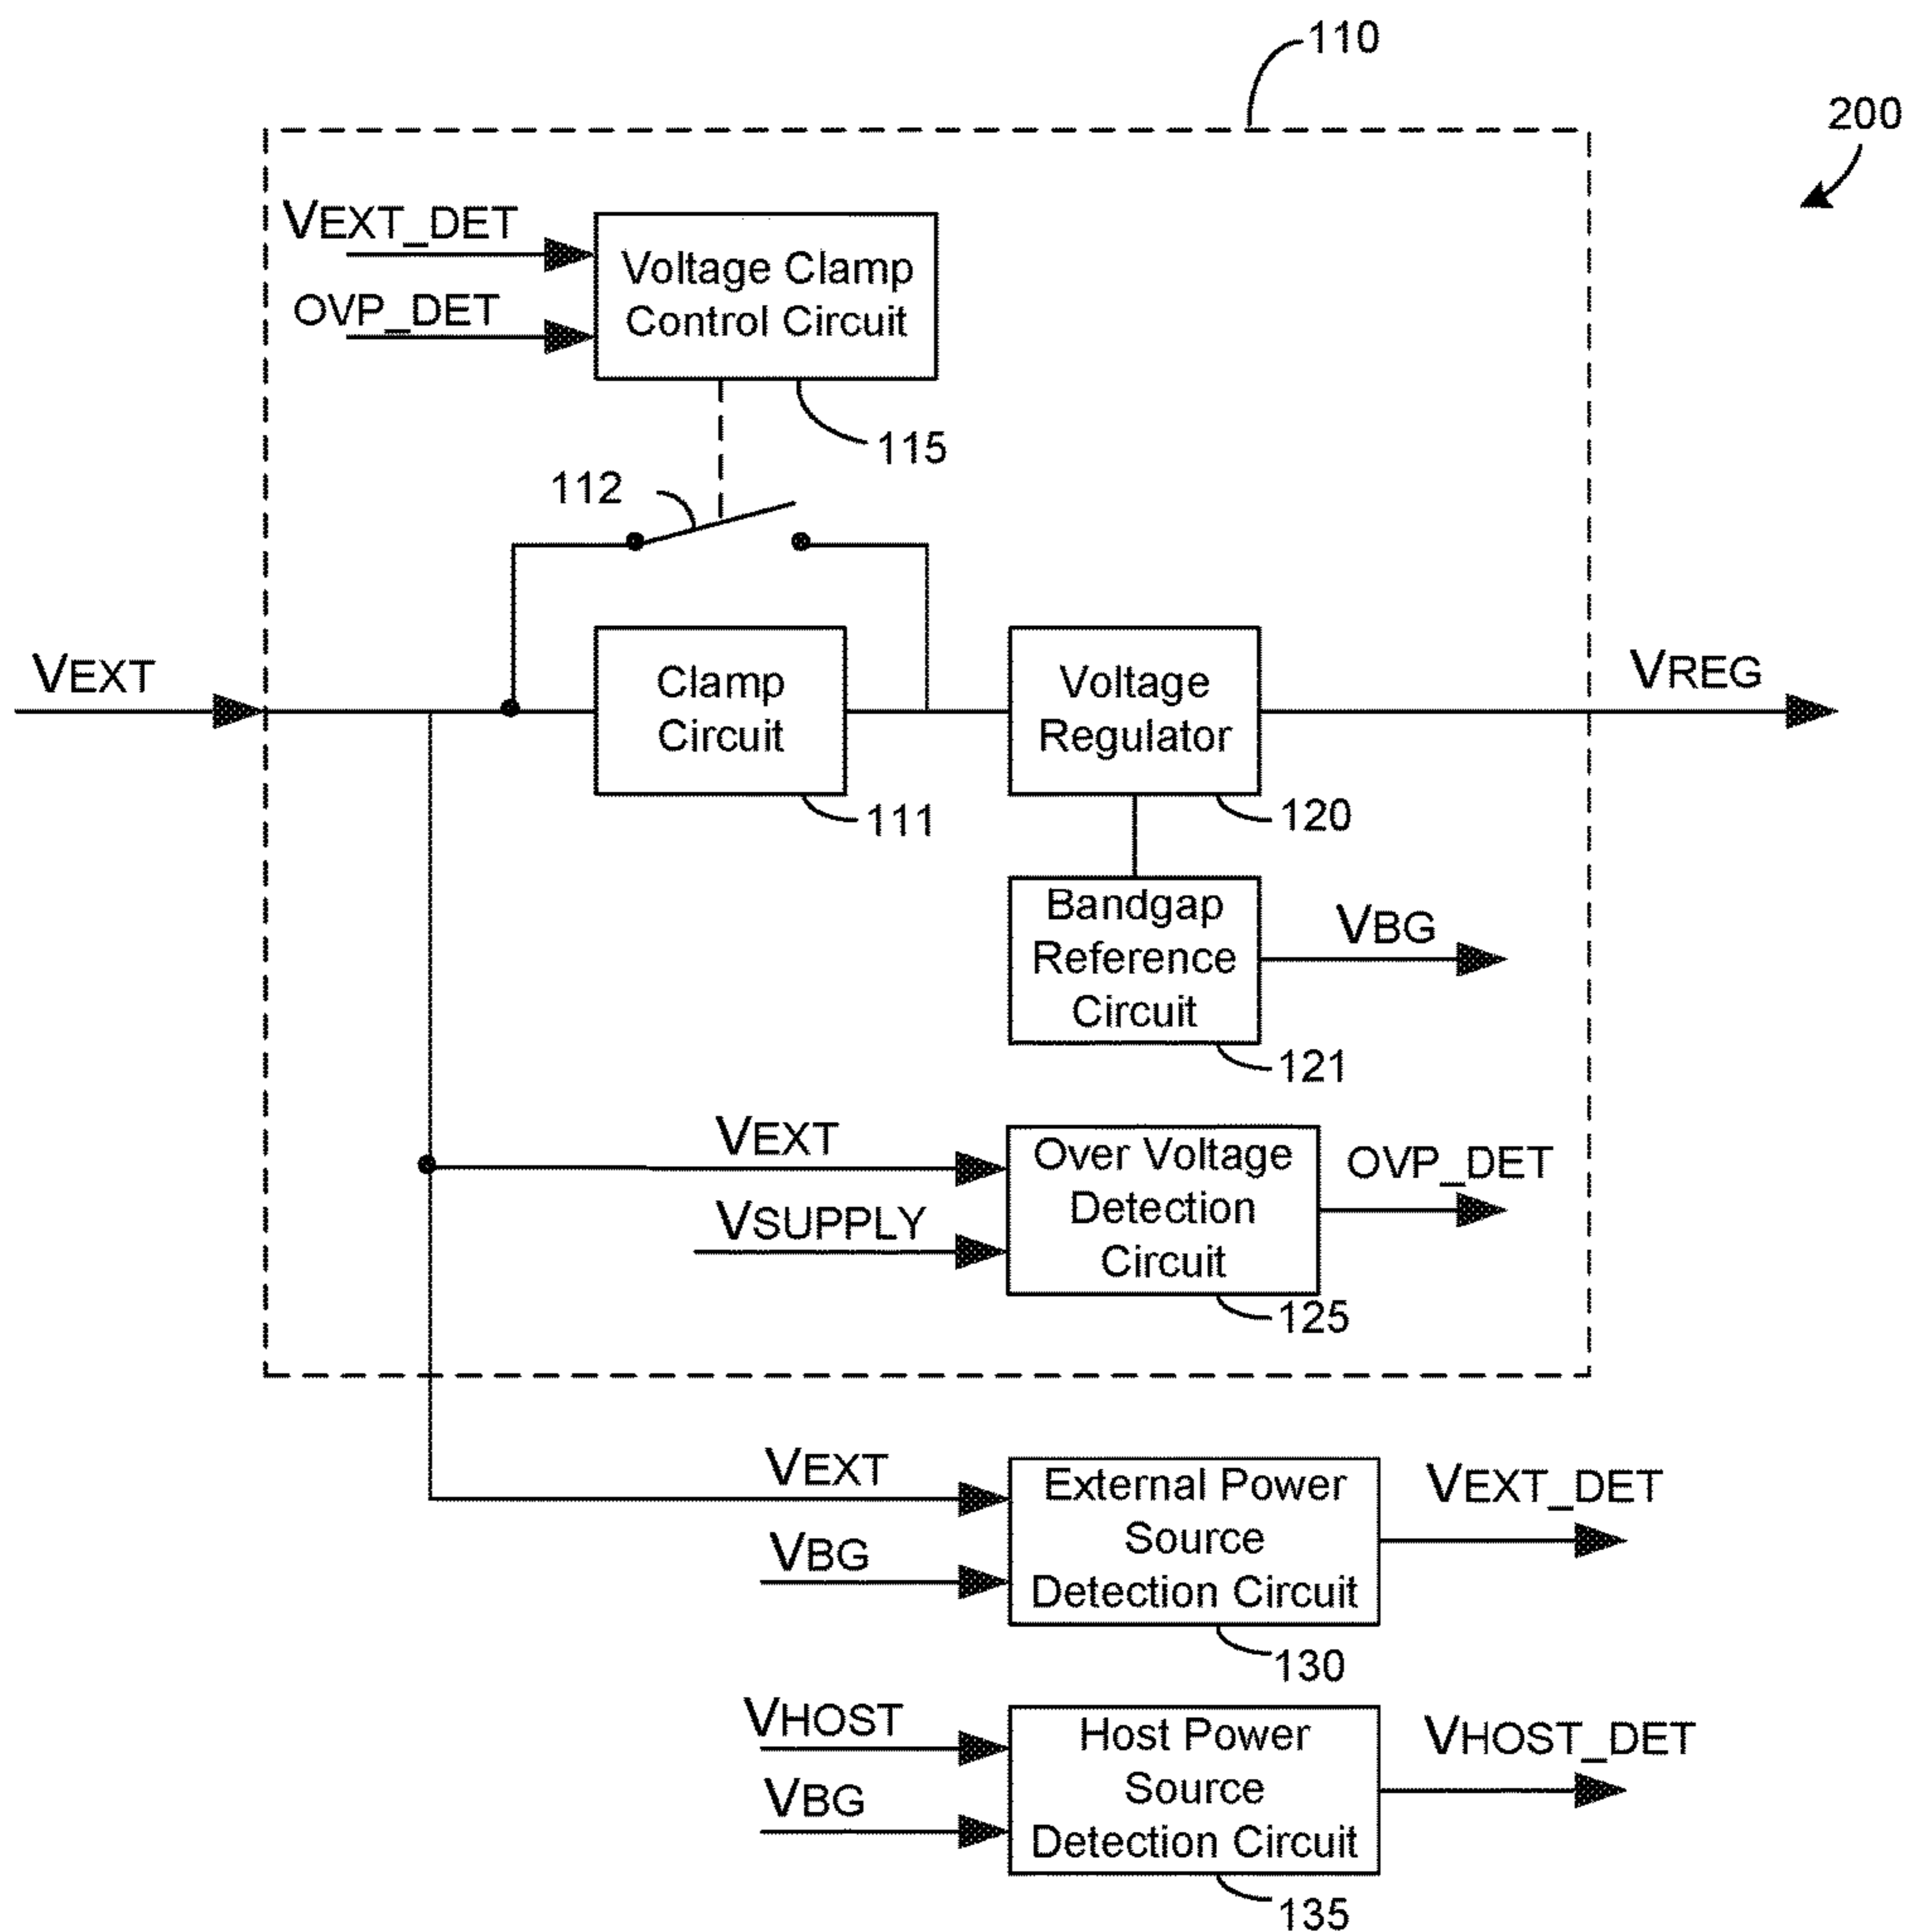 110
200
VEXT_DET
OVP_DET
Voltage Clamp
Control Circuit
115
112
VEXT
Clamp
Circuit
111
Voltage
Regulator
120
VREG
Bandgap
Reference
Circuit
121
VBG
VEXT
VSUPPLY
Over Voltage
Detection
Circuit
125
OVP_DET
VEXT
VBG
External Power
Source
Detection Circuit
130
VEXT_DET
VHOST
VBG
Host Power
Source
Detection Circuit
135
VHOST_DET